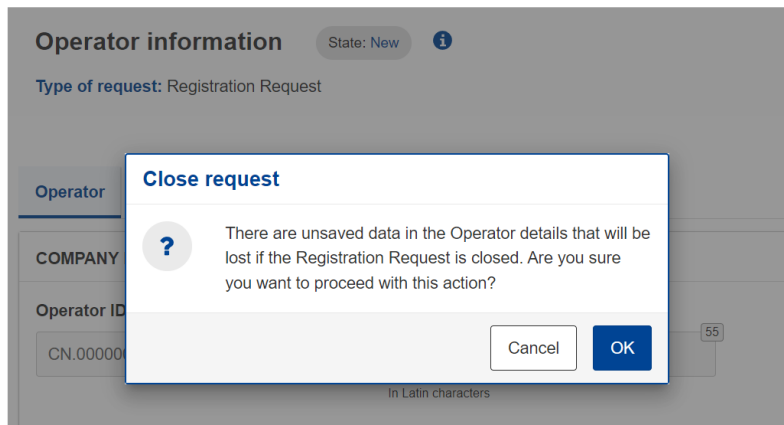 Operator information State: New
Type of request: Registration Request
Close request
Operator
?
There are unsaved data in the Operator details that will be
lost if the Registration Request is closed. Are you sure
you want to proceed with this action?
COMPANY
Operator ID
55
Cancel OK
In Latin characters